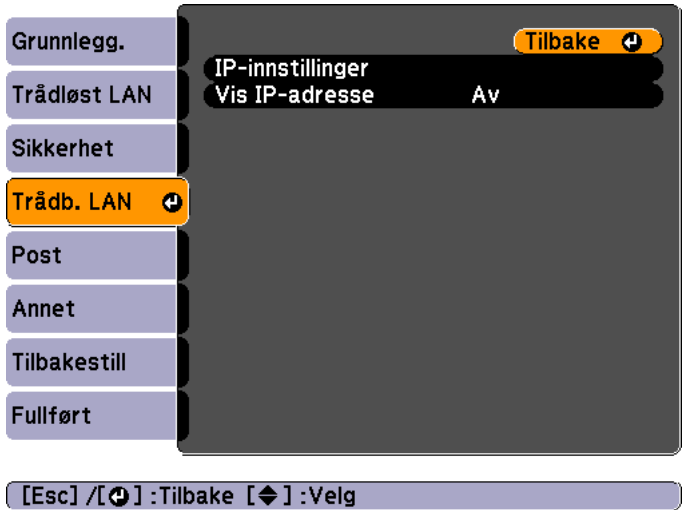 Grunnlegg.
Trådløst LAN
Sikkerhet
Trådb. LAN
Post
Annet
Tilbakestill
Fullført
Tilbake
IP-innstillinger
Vis IP-adresse Av
[Esc] /[⏎] :Tilbake [◆] :Velg